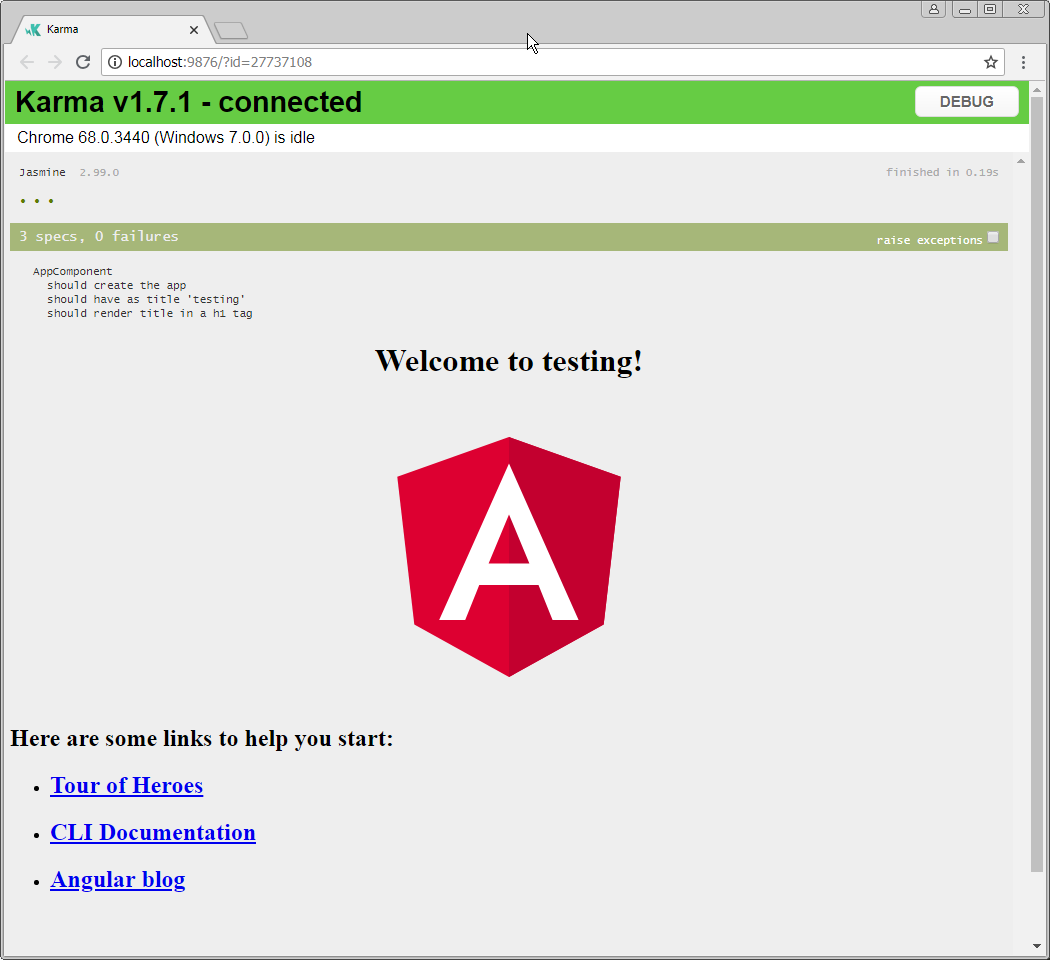 Karma
localhost:9876/?id=27737108
Karma v1.7.1 - connected
DEBUG
Chrome 68.0.3440 (Windows 7.0.0) is idle
Jasmine 2.99.0
finished in 0.19s
• • •
3 specs, 0 failures
raise exceptions
AppComponent
should create the app
should have as title 'testing'
should render title in a h1 tag
Welcome to testing!
A
Here are some links to help you start:
• Tour of Heroes
• CLI Documentation
• Angular blog